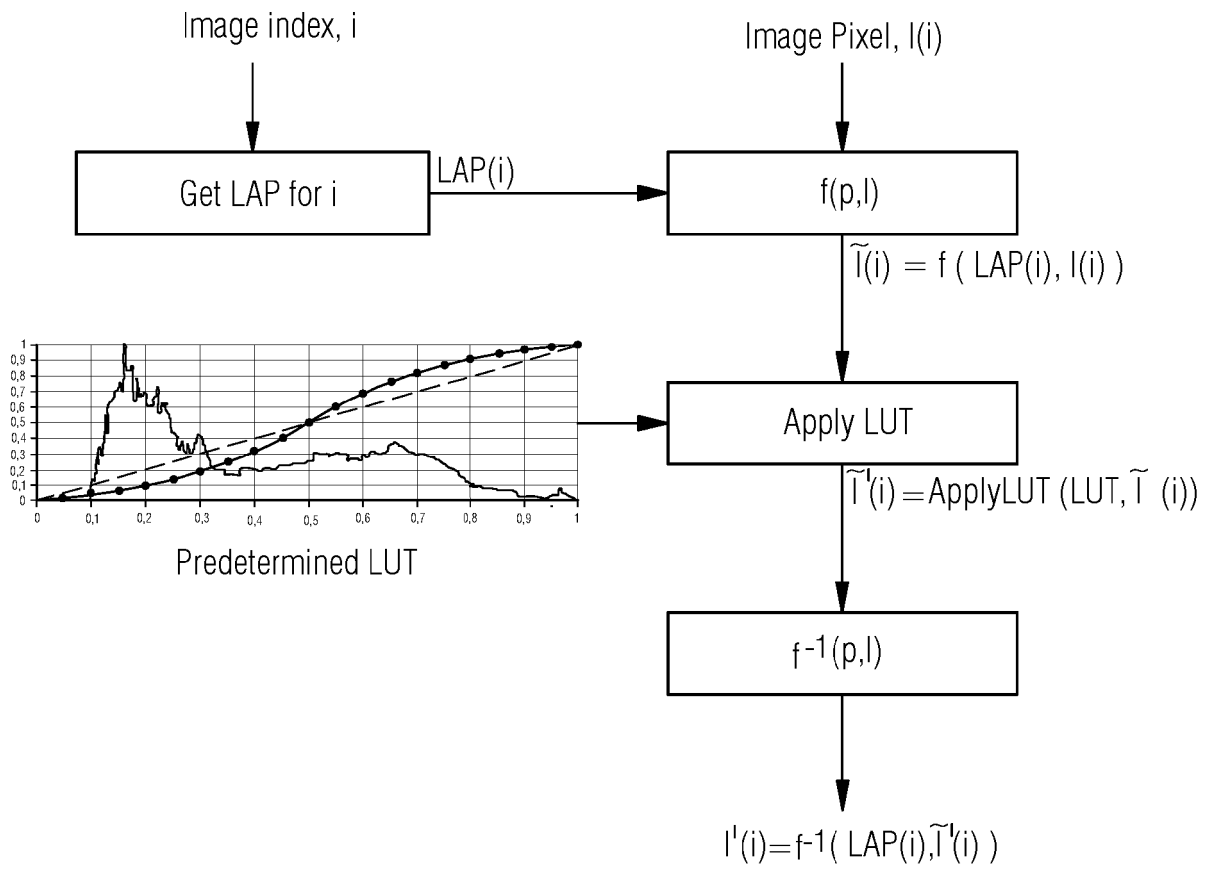 Image index, i
Image Pixel, I(i)
Get LAP for i
LAP(i)
f(p,I)
Ĩ(i) = f ( LAP(i), I(i) )
1
0,9
0,8
0,7
0,6
0,5
0,4
0,3
0,2
0,1
0
0 0,1 0,2 0,3 0,4 0,5 0,6 0,7 0,8 0,9 1
Predetermined LUT
Apply LUT
Ĩ'(i)=ApplyLUT (LUT, Ĩ (i))
f-1(p,I)
I'(i)=f-1( LAP(i),Ĩ'(i) )